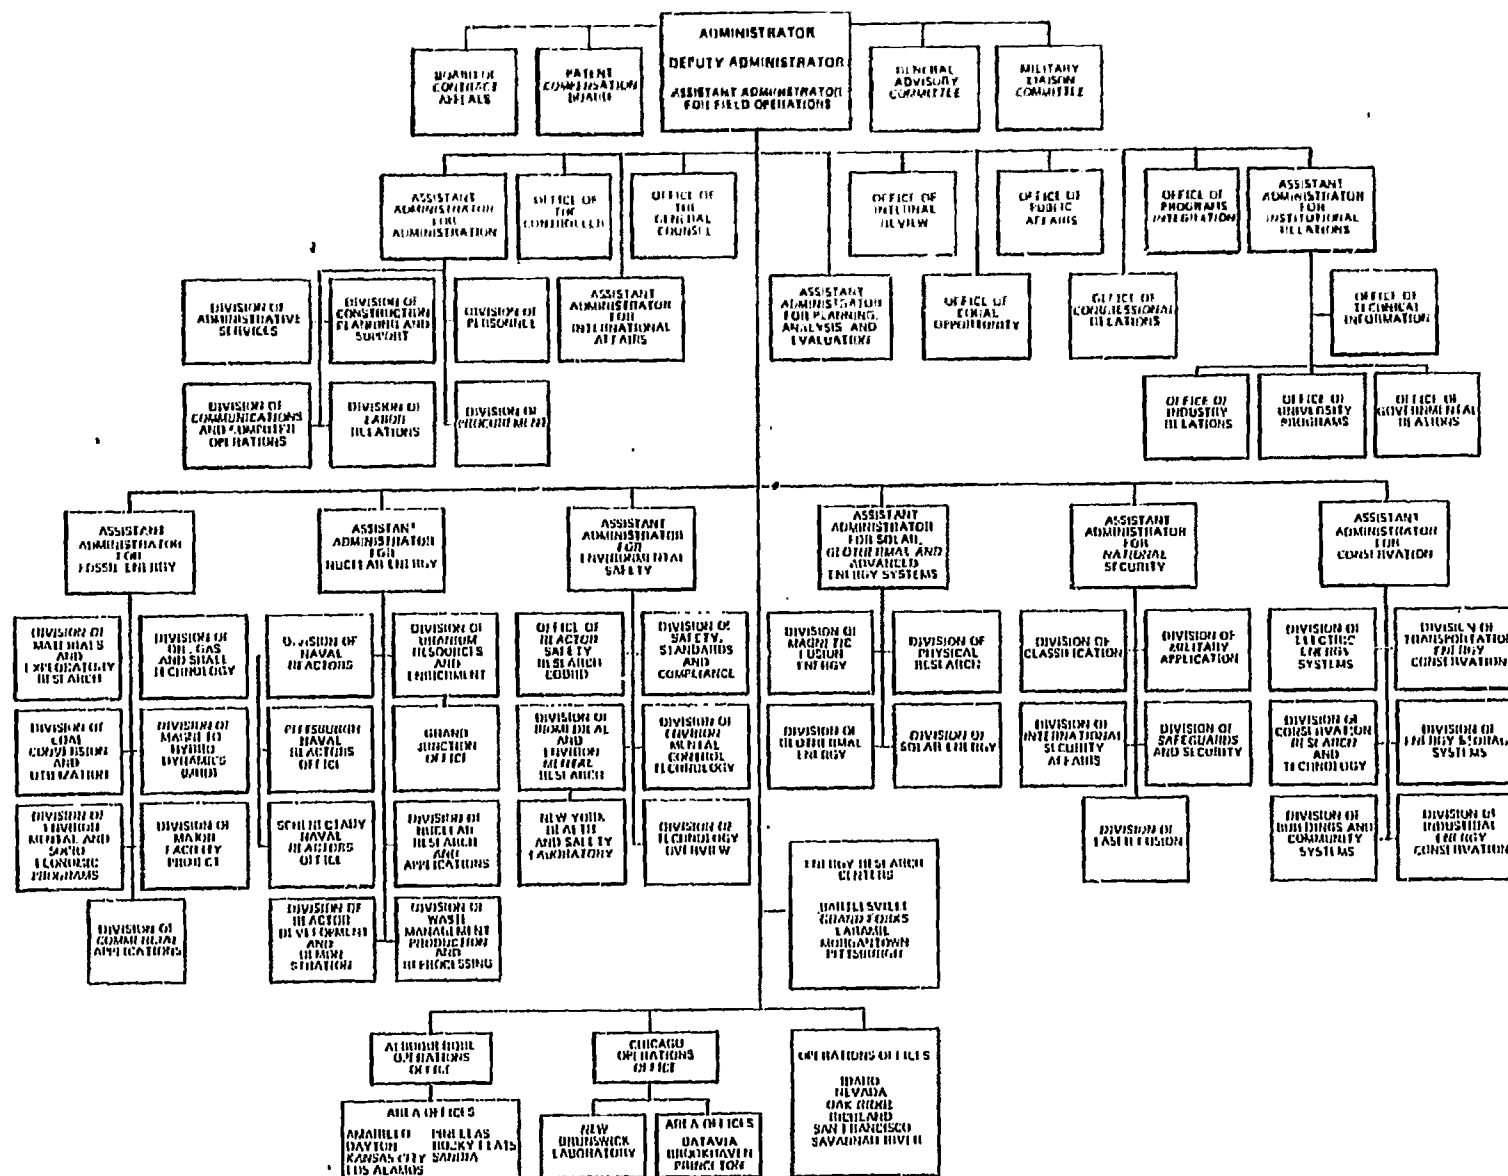 ADMINISTRATOR
DEPUTY ADMINISTRATOR
ASSISTANT ADMINISTRATOR
FOR FIELD OPERATIONS
BOARD OF
CONTRACT
APPEALS
PATENT
COMPENSATION
BOARD
GENERAL
ADVISORY
COMMITTEE
MILITARY
LIAISON
COMMITTEE
ASSISTANT
ADMINISTRATOR
FOR
ADMINISTRATION
OFFICE OF
THE
CONTROLLER
OFFICE OF
THE
GENERAL
COUNSEL
OFFICE OF
INTERNAL
REVIEW
OFFICE OF
PUBLIC
AFFAIRS
OFFICE OF
PROGRAMS
INTEGRATION
ASSISTANT
ADMINISTRATOR
FOR
INSTITUTIONAL
RELATIONS
DIVISION OF
ADMINISTRATIVE
SERVICES
DIVISION OF
CONSTRUCTION
PLANNING AND
SUPPORT
DIVISION OF
PERSONNEL
ASSISTANT
ADMINISTRATOR
FOR
INTERNATIONAL
AFFAIRS
ASSISTANT
ADMINISTRATOR
FOR PLANNING,
ANALYSIS AND
EVALUATION
OFFICE OF
EQUAL
OPPORTUNITY
OFFICE OF
CONGRESSIONAL
RELATIONS
OFFICE OF
TECHNICAL
INFORMATION
DIVISION OF
COMMUNICATIONS
AND COMPUTER
OPERATIONS
DIVISION OF
LABOR
RELATIONS
DIVISION OF
PROCUREMENT
OFFICE OF
INDUSTRY
RELATIONS
OFFICE OF
UNIVERSITY
PROGRAMS
OFFICE OF
GOVERNMENTAL
RELATIONS
ASSISTANT
ADMINISTRATOR
FOR
FOSSIL ENERGY
ASSISTANT
ADMINISTRATOR
FOR
NUCLEAR ENERGY
ASSISTANT
ADMINISTRATOR
FOR
ENVIRONMENTAL
SAFETY
ASSISTANT
ADMINISTRATOR
FOR SOLAR,
GEOTHERMAL AND
ADVANCED
ENERGY SYSTEMS
ASSISTANT
ADMINISTRATOR
FOR
NATIONAL
SECURITY
ASSISTANT
ADMINISTRATOR
FOR
CONSERVATION
DIVISION OF
MATERIALS
AND
EXPLORATORY
RESEARCH
DIVISION OF
OIL, GAS
AND SHALE
TECHNOLOGY
DIVISION OF
NAVAL
REACTORS
DIVISION OF
URANIUM
RESOURCES
AND
ENRICHMENT
OFFICE OF
REACTOR
SAFETY
RESEARCH
COORD
DIVISION OF
SAFETY,
STANDARDS
AND
COMPLIANCE
DIVISION OF
MAGNETIC
FUSION
ENERGY
DIVISION OF
PHYSICAL
RESEARCH
DIVISION OF
CLASSIFICATION
DIVISION OF
MILITARY
APPLICATION
DIVISION OF
ELECTRIC
ENERGY
SYSTEMS
DIVISION OF
TRANSPORTATION
ENERGY
CONSERVATION
DIVISION OF
COAL
CONVERSION
AND
UTILIZATION
DIVISION OF
MAGNETO
HYDRO
DYNAMICS
PITTSBURGH
NAVAL
REACTORS
OFFICE
GRAND
JUNCTION
OFFICE
DIVISION OF
BIOMEDICAL
AND
ENVIRON
MENTAL
RESEARCH
DIVISION OF
ENVIRON
MENTAL
CONTROL
TECHNOLOGY
DIVISION OF
GEOTHERMAL
ENERGY
DIVISION OF
SOLAR ENERGY
DIVISION OF
INTERNATIONAL
SECURITY
AFFAIRS
DIVISION OF
SAFEGUARDS
AND SECURITY
DIVISION OF
CONSERVATION
RESEARCH
AND
TECHNOLOGY
DIVISION OF
ENERGY STORAGE
SYSTEMS
DIVISION OF
ENVIRON
MENTAL AND
SOCIO
ECONOMIC
PROGRAMS
DIVISION OF
MAJOR
FACILITY
PROJECT
SCHENECTADY
NAVAL
REACTORS
OFFICE
DIVISION OF
NUCLEAR
RESEARCH
AND
APPLICATIONS
NEW YORK
HEALTH
AND SAFETY
LABORATORY
DIVISION OF
TECHNOLOGY
OVERVIEW
DIVISION OF
LASER FUSION
DIVISION OF
BUILDINGS AND
COMMUNITY
SYSTEMS
DIVISION OF
INDUSTRIAL
ENERGY
CONSERVATION
DIVISION OF
COMMERCIAL
APPLICATIONS
DIVISION OF
REACTOR
DEVELOPMENT
AND
DEMON
STRATION
DIVISION OF
WASTE
MANAGEMENT
PRODUCTION
AND
REPROCESSING
ENERGY RESEARCH
CENTERS
BARTLESVILLE
GRAND FORKS
LARAMIE
MORGANTOWN
PITTSBURGH
ALBUQUERQUE
OPERATIONS
OFFICE
CHICAGO
OPERATIONS
OFFICE
OPERATIONS OFFICES
IDAHO
NEVADA
OAK RIDGE
RICHLAND
SAN FRANCISCO
SAVANNAH RIVER
AREA OFFICES
AMARILLO PINELLAS
DAYTON ROCKY FLATS
KANSAS CITY SANDIA
LOS ALAMOS
NEW
BRUNSWICK
LABORATORY
AREA OFFICES
BATAVIA
BROOKHAVEN
PRINCETON